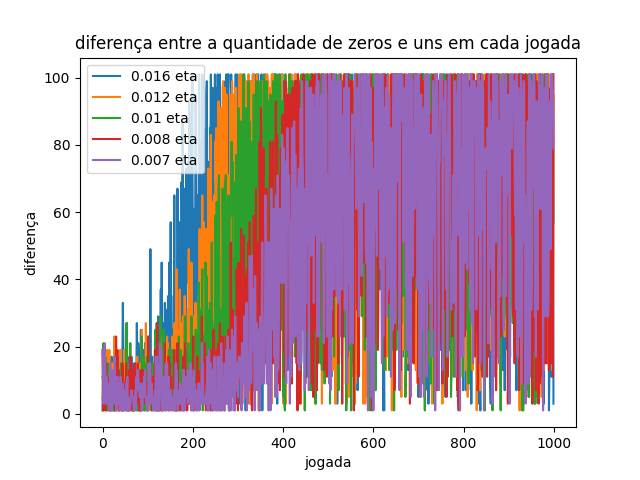 diferença entre a quantidade de zeros e uns em cada jogada
100
80
60
40
20
0
diferença
0.016 eta
0.012 eta
0.01 eta
0.008 eta
0.007 eta
0 200 400 600 800 1000
jogada